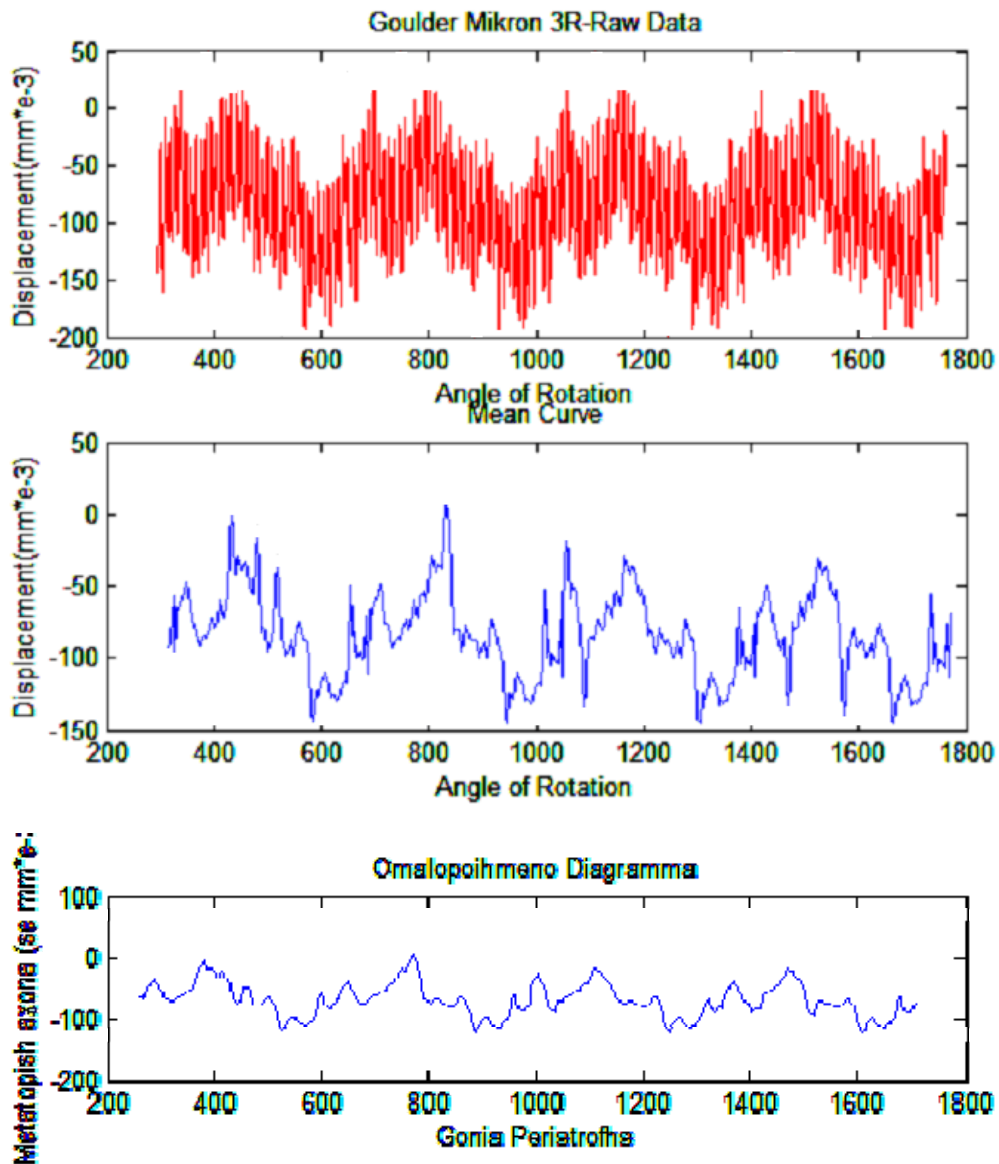 Goulder Mikron 3R-Raw Data
Displacement(mm*e-3)
50
0
-50
-100
-150
-200
200 400 600 800 1000 1200 1400 1600 1800
Angle of Rotation
Mean Curve
Displacement(mm*e-3)
50
0
-50
-100
-150
200 400 600 800 1000 1200 1400 1600 1800
Angle of Rotation
Omalopoihmeno Diagramma
Metatopish axona (se mm*e-
100
0
-100
-200
200 400 600 800 1000 1200 1400 1600 1800
Gonia Peristrofhs